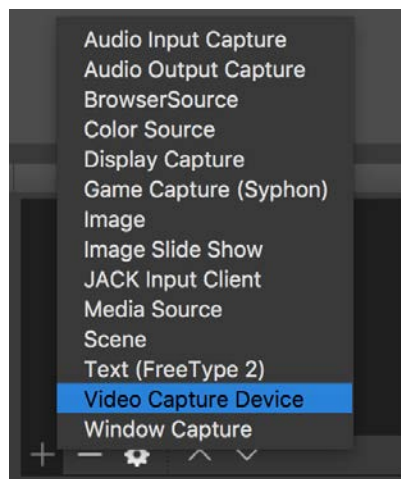 Audio Input Capture
Audio Output Capture
BrowserSource
Color Source
Display Capture
Game Capture (Syphon)
Image
Image Slide Show
JACK Input Client
Media Source
Scene
Text (FreeType 2)
Video Capture Device
Window Capture